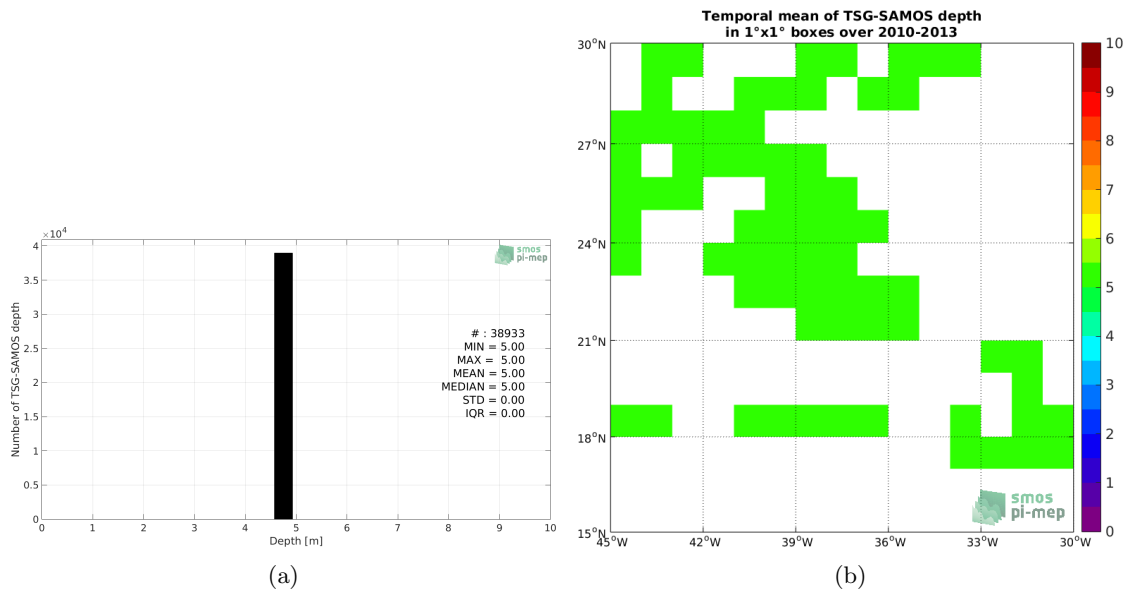 ×10⁴
4
3.5
3
2.5
2
1.5
1
0.5
0
Number of TSG-SAMOS depth
smos
pi-mep
# : 38933
MIN = 5.00
MAX = 5.00
MEAN = 5.00
MEDIAN = 5.00
STD = 0.00
IQR = 0.00
0 1 2 3 4 5 6 7 8 9 10
Depth [m]
(a)
Temporal mean of TSG-SAMOS depth
in 1°x1° boxes over 2010-2013
30°N
27°N
24°N
21°N
18°N
15°N
45°W 42°W 39°W 36°W 33°W 30°W
smos
pi-mep
10
9
8
7
6
5
4
3
2
1
0
(b)